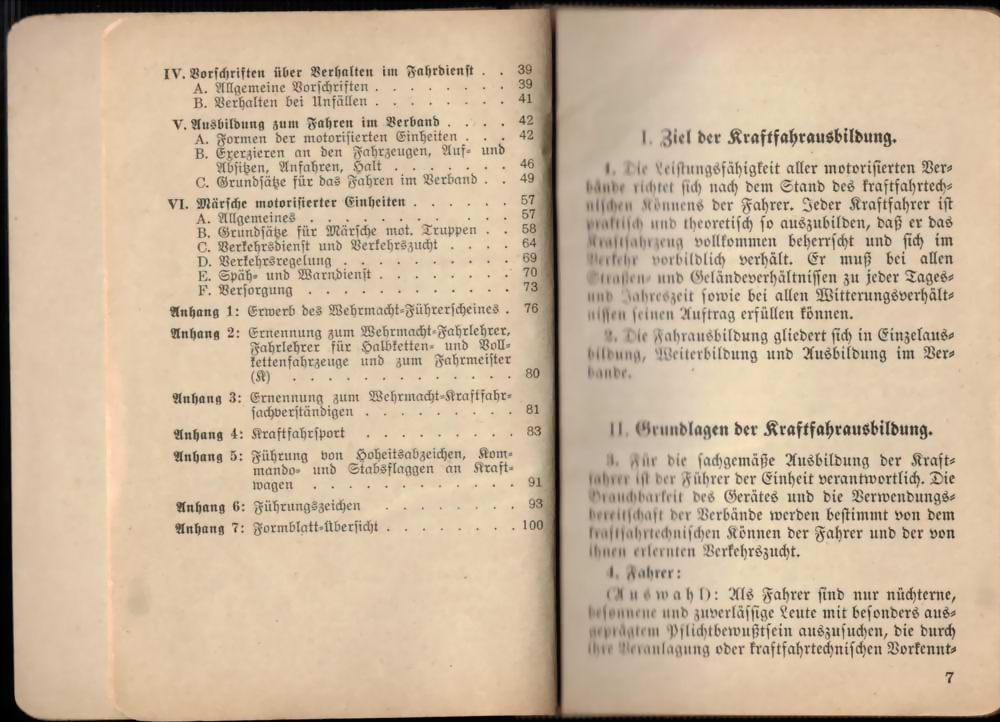 IV. Vorschriften über Verhalten im Fahrdienst . . 39
A. Allgemeine Vorschriften . . . . . . . . 39
B. Verhalten bei Unfällen . . . . . . . . 41
V. Ausbildung zum Fahren im Verband . . . . 42
A. Formen der motorisierten Einheiten . . . 42
B. Exerzieren an den Fahrzeugen, Auf- und
Absitzen, Anfahren, Halt . . . . . . . 46
C. Grundsätze für das Fahren im Verband . . 49
VI. Märsche motorisierter Einheiten . . . . . . 57
A. Allgemeines . . . . . . . . . . . 57
B. Grundsätze für Märsche mot. Truppen . . 58
C. Verkehrsdienst und Verkehrszucht . . . . 64
D. Verkehrsregelung . . . . . . . . . 69
E. Späh- und Warndienst . . . . . . . . 70
F. Versorgung . . . . . . . . . . . 73
Anhang 1: Erwerb des Wehrmacht-Führerscheines . 76
Anhang 2: Ernennung zum Wehrmacht-Fahrlehrer,
Fahrlehrer für Halbketten- und Voll-
kettenfahrzeuge und zum Fahrmeister
(K) . . . . . . . . . . . . . 80
Anhang 3: Ernennung zum Wehrmacht-Kraftfahr-
sachverständigen . . . . . . . . . 81
Anhang 4: Kraftfahrsport . . . . . . . . . 83
Anhang 5: Führung von Hoheitsabzeichen, Kom-
mando- und Stabsflaggen an Kraft-
wagen . . . . . . . . . . . . 91
Anhang 6: Führungszeichen . . . . . . . . 93
Anhang 7: Formblatt-Übersicht . . . . . . . . 100
I. Ziel der Kraftfahrausbildung.
1. Die Leistungsfähigkeit aller motorisierten Ver-
bände richtet sich nach dem Stand des kraftfahrtech-
nischen Könnens der Fahrer. Jeder Kraftfahrer ist
praktisch und theoretisch so auszubilden, daß er das
Kraftfahrzeug vollkommen beherrscht und sich im
Verkehr vorbildlich verhält. Er muß bei allen
Straßen- und Geländeverhältnissen zu jeder Tages-
und Jahreszeit sowie bei allen Witterungsverhält-
nissen seinen Auftrag erfüllen können.
2. Die Fahrausbildung gliedert sich in Einzelaus-
bildung, Weiterbildung und Ausbildung im Ver-
bande.
II. Grundlagen der Kraftfahrausbildung.
3. Für die sachgemäße Ausbildung der Kraft-
fahrer ist der Führer der Einheit verantwortlich. Die
Brauchbarkeit des Gerätes und die Verwendungs-
bereitschaft der Verbände werden bestimmt von dem
kraftfahrtechnischen Können der Fahrer und der von
ihnen erlernten Verkehrszucht.
4. Fahrer:
(Auswahl): Als Fahrer sind nur nüchterne,
besonnene und zuverlässige Leute mit besonders aus-
geprägtem Pflichtbewußtsein auszusuchen, die durch
ihre Veranlagung oder kraftfahrtechnischen Vorkennt-
7